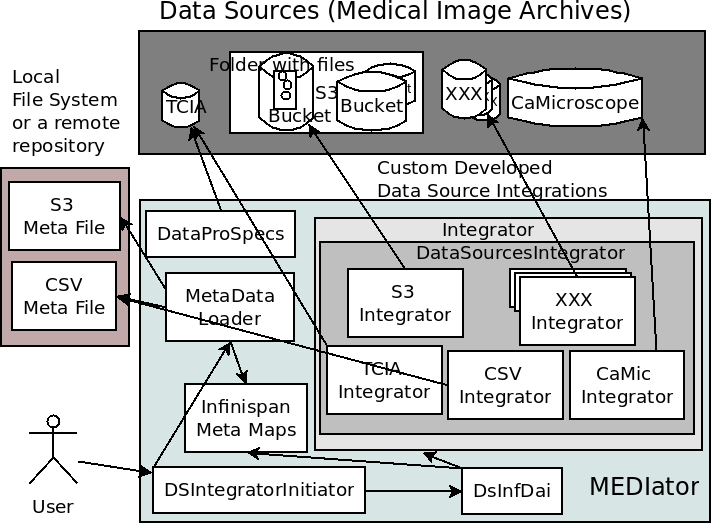 Data Sources (Medical Image Archives)
Local
File System
or a remote
repository
Folder with files
TCIA
S3
Bucket
Bucket
XXX
CaMicroscope
Custom Developed
Data Source Integrations
S3
Meta File
CSV
Meta File
DataProSpecs
MetaData
Loader
Infinispan
Meta Maps
Integrator
DataSourcesIntegrator
S3
Integrator
XXX
Integrator
TCIA
Integrator
CSV
Integrator
CaMic
Integrator
User
DSIntegratorInitiator
DsInfDai
MEDIator